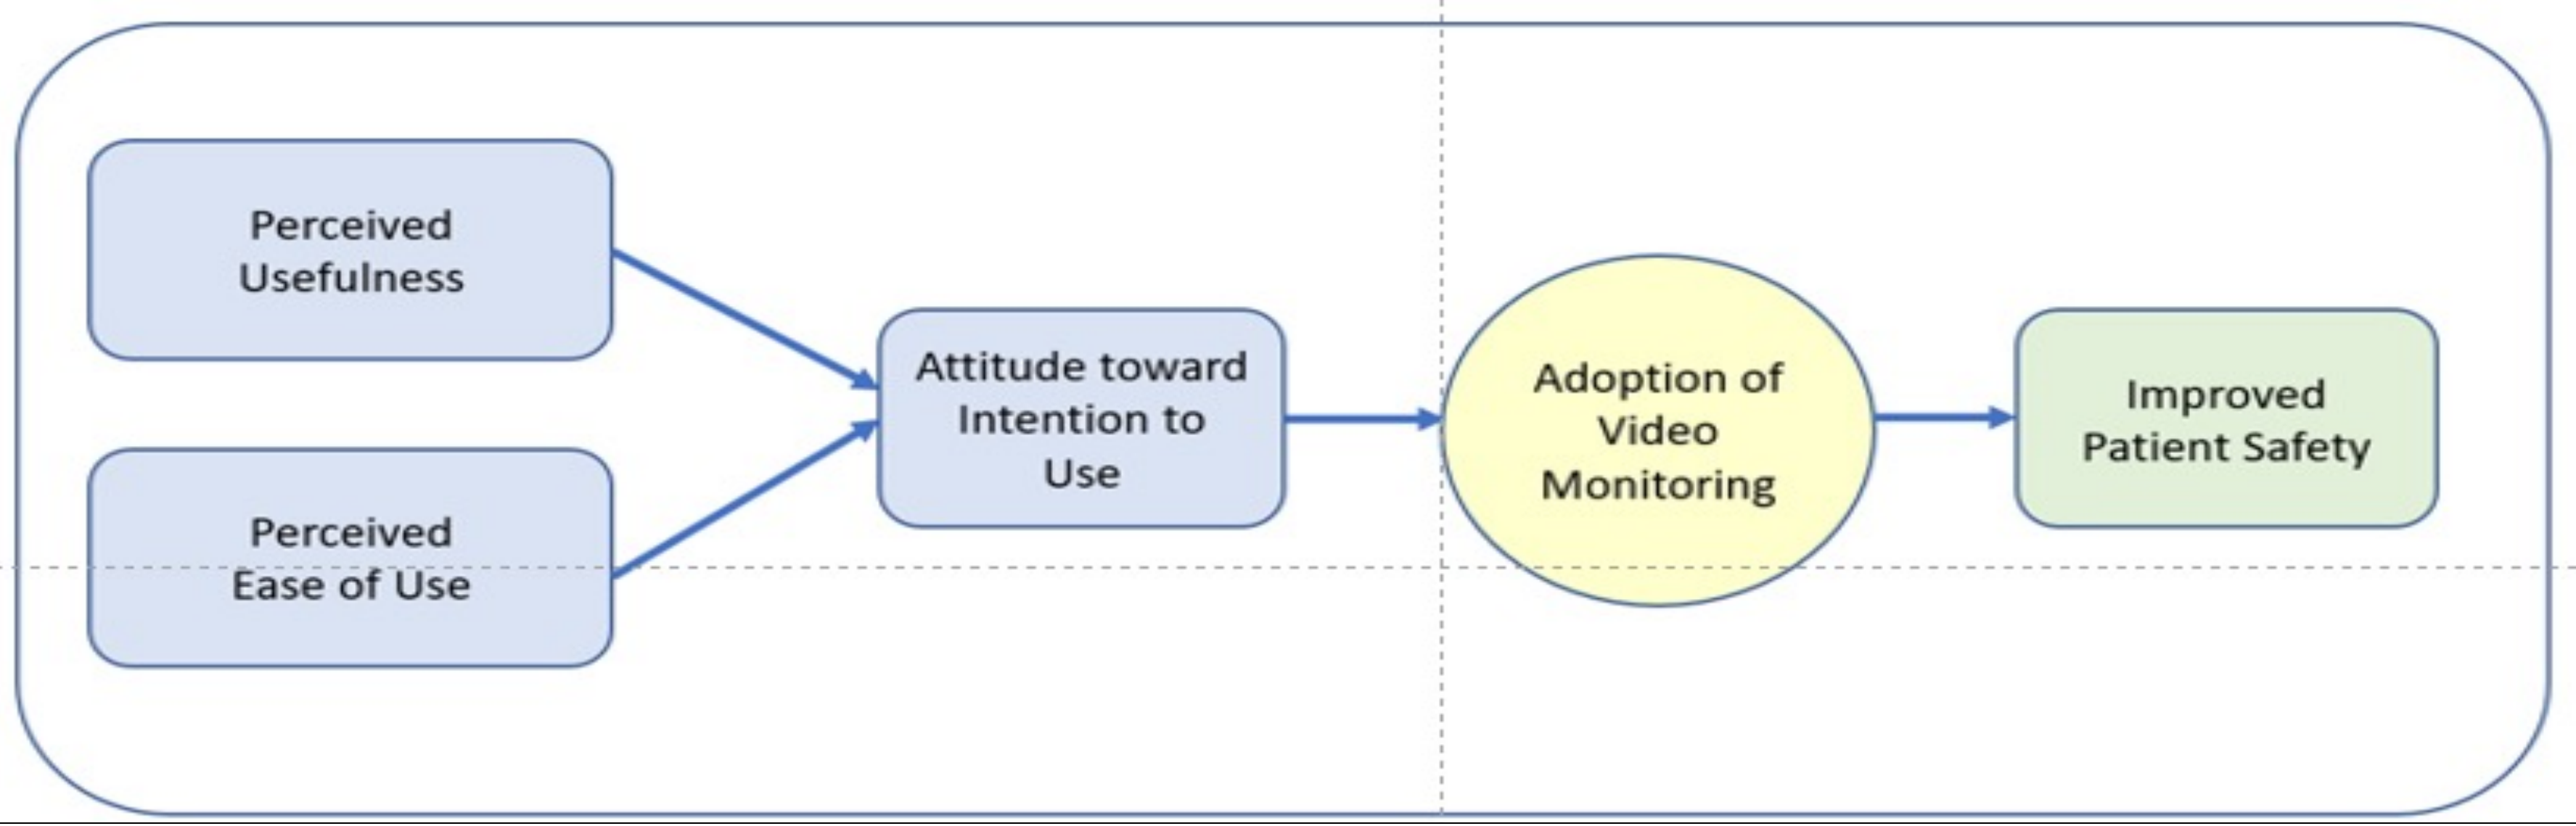 Perceived
Usefulness
Perceived
Ease of Use
Attitude toward
Intention to
Use
Adoption of
Video
Monitoring
Improved
Patient Safety